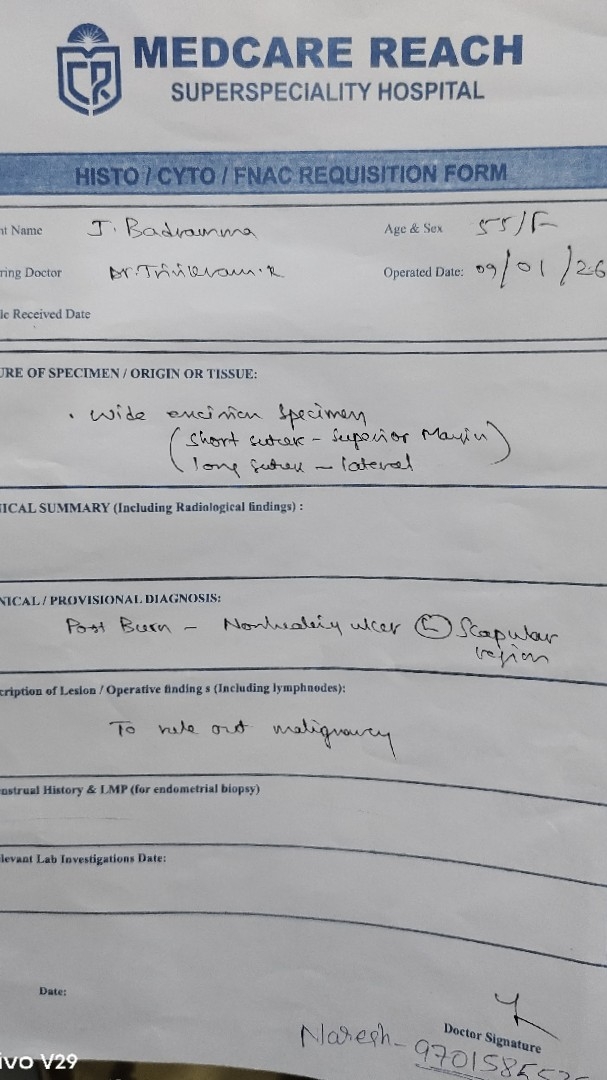 MEDCARE REACH
SUPERSPECIALITY HOSPITAL
HISTO / CYTO / FNAC REQUISITION FORM
nt Name J. Badramma Age & Sex 55/F
ring Doctor Dr. Trivikram.R Operated Date: 09/01/26
le Received Date
URE OF SPECIMEN / ORIGIN OR TISSUE:
. Wide excision Specimen
(Short suture - Superior Margin
long suture - lateral)
NICAL SUMMARY (Including Radiological findings) :
NICAL / PROVISIONAL DIAGNOSIS:
Post Burn - Nonhealing ulcer (L) Scapular
region
cription of Lesion / Operative finding s (Including lymphnodes):
To rule out malignancy
nstrual History & LMP (for endometrial biopsy)
levant Lab Investigations Date:
Date:
Doctor Signature
Naresh - 9701585
ivo V29